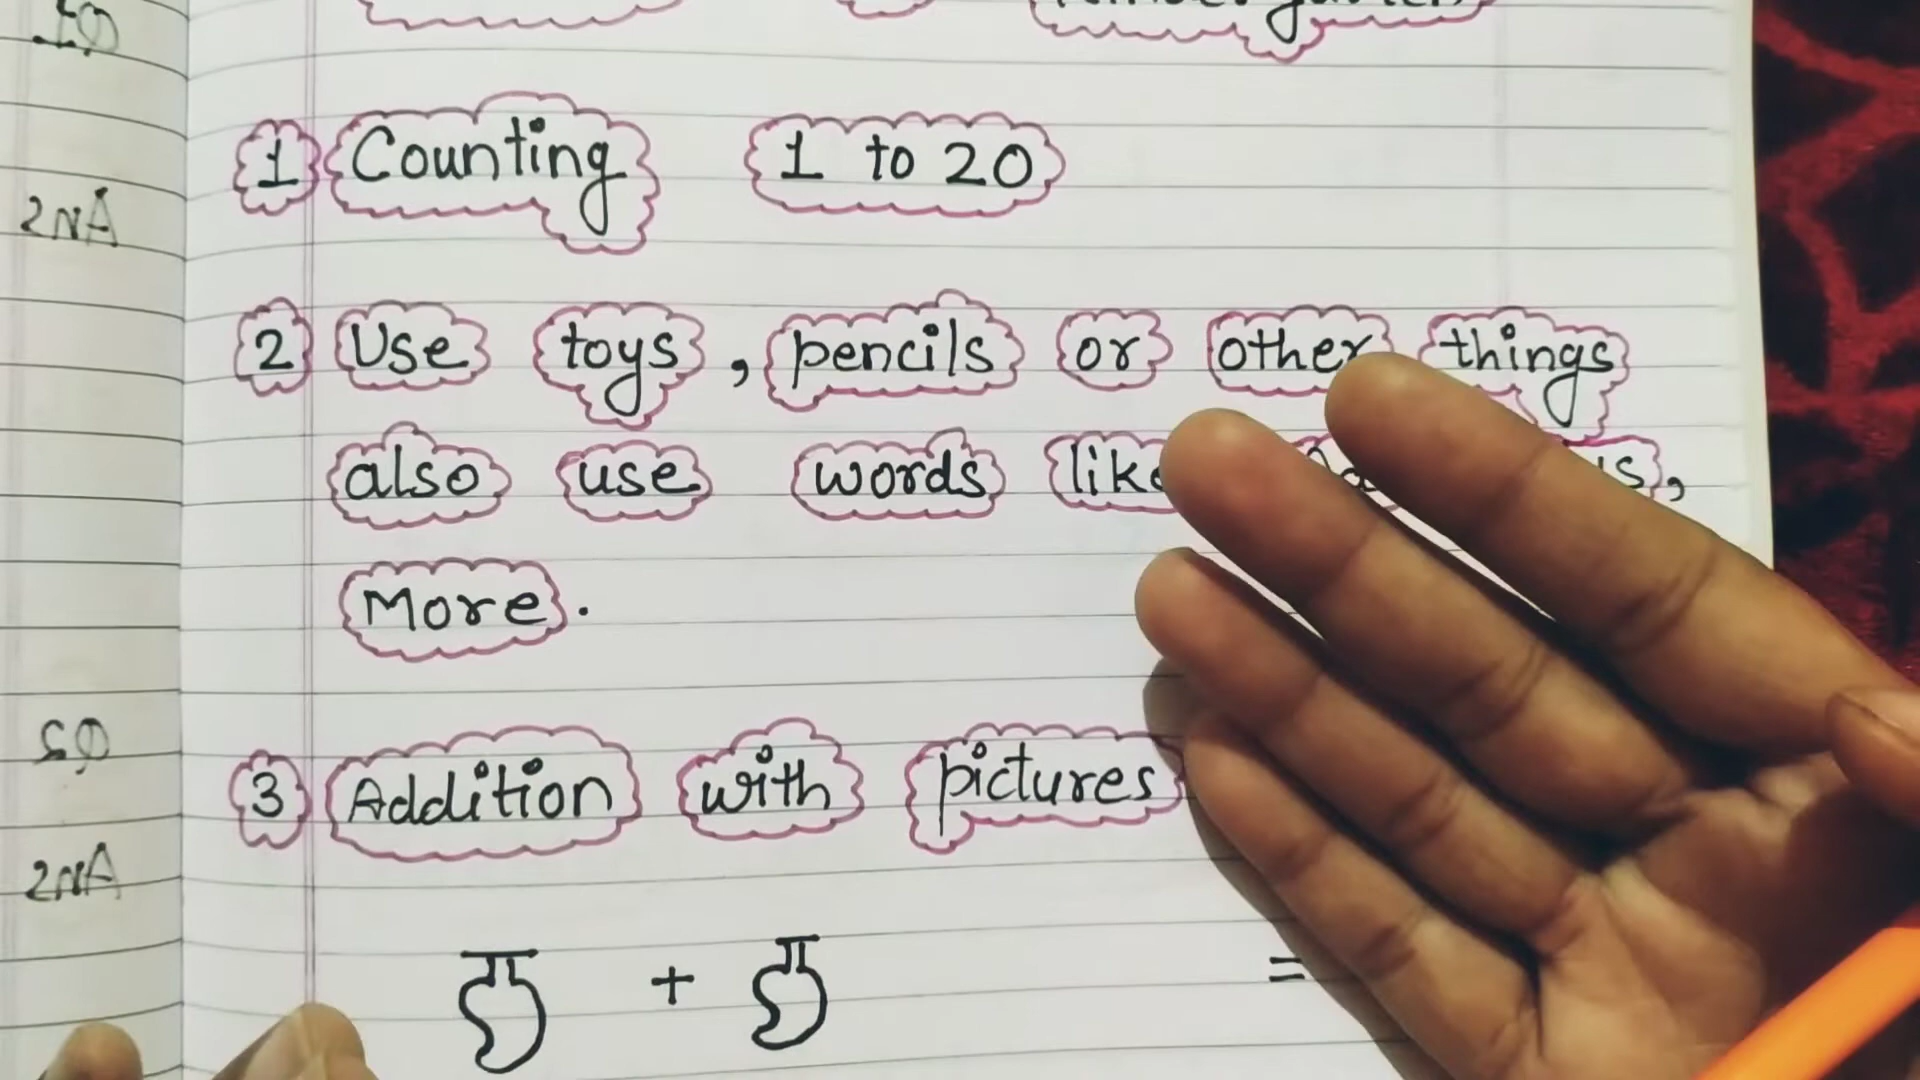 1 Counting 1 to 20
2 Use toys, pencils or other things
also use words like
More.
3 Addition with pictures
+ =